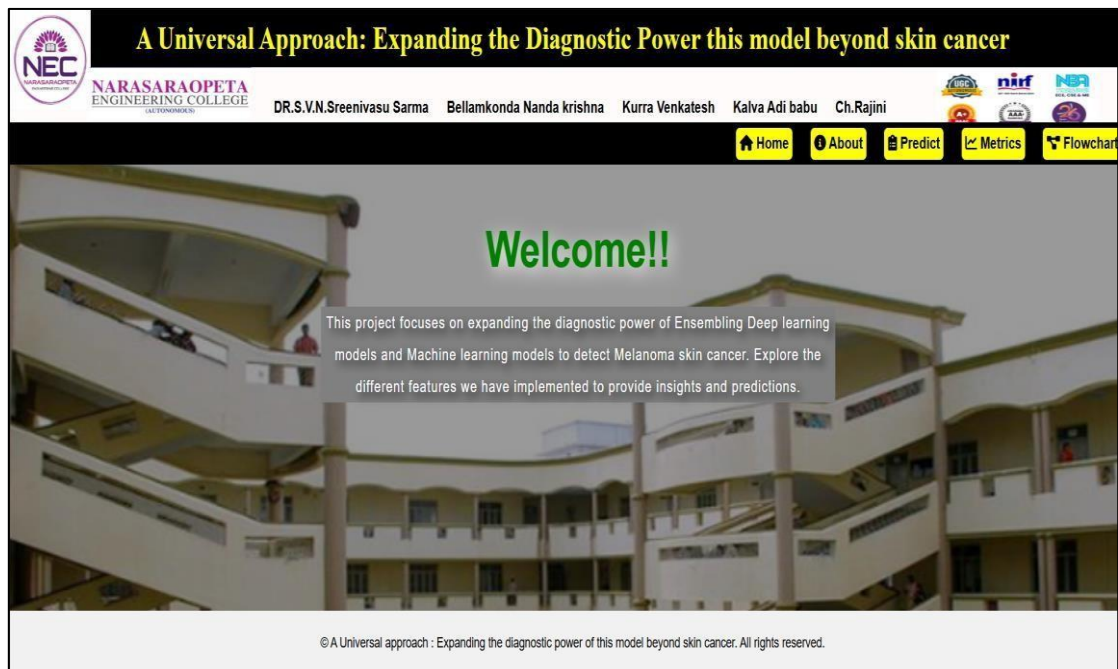 A Universal Approach: Expanding the Diagnostic Power this model beyond skin cancer
NEC
NARASARAOPETA
ENGINEERING COLLEGE
(AUTONOMOUS)
DR.S.V.N.Sreenivasu Sarma Bellamkonda Nanda krishna Kurra Venkatesh Kalva Adi babu Ch.Rajini
UGC nirf NBA
A+ AAA
Home About Predict Metrics Flowchart
Welcome!!
This project focuses on expanding the diagnostic power of Ensembling Deep learning
models and Machine learning models to detect Melanoma skin cancer. Explore the
different features we have implemented to provide insights and predictions.
© A Universal approach : Expanding the diagnostic power of this model beyond skin cancer. All rights reserved.